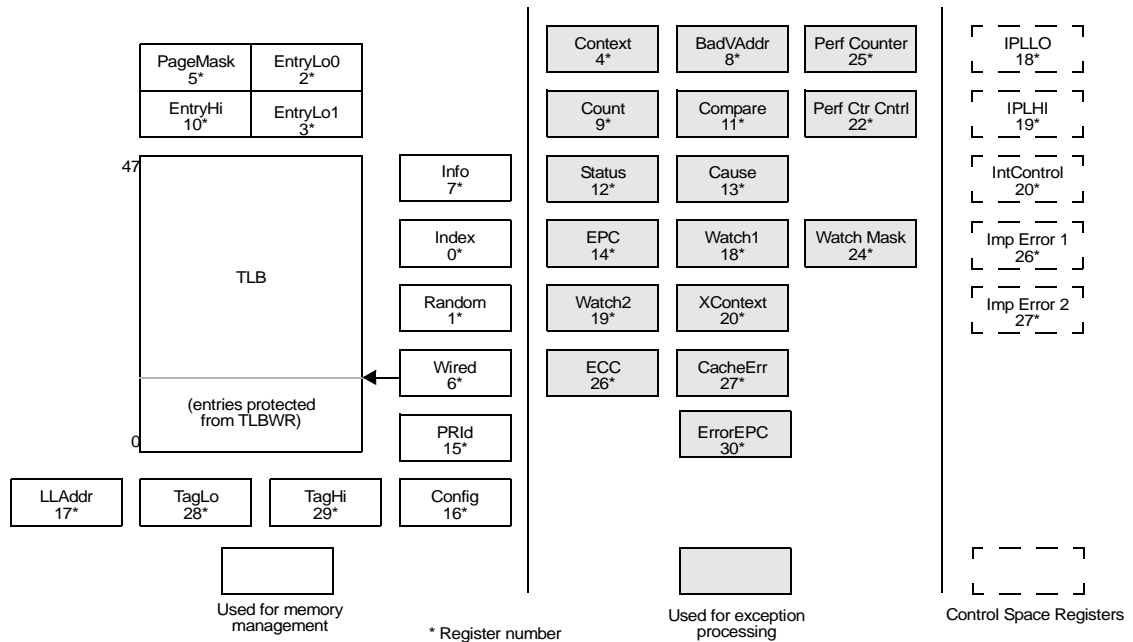 PageMask
5*
EntryLo0
2*
EntryHi
10*
EntryLo1
3*
47
TLB
(entries protected
from TLBWR)
0
Info
7*
Index
0*
Random
1*
Wired
6*
PRId
15*
LLAddr
17*
TagLo
28*
TagHi
29*
Config
16*
Used for memory
management
* Register number
Context
4*
BadVAddr
8*
Perf Counter
25*
Count
9*
Compare
11*
Perf Ctr Cntrl
22*
Status
12*
Cause
13*
EPC
14*
Watch1
18*
Watch Mask
24*
Watch2
19*
XContext
20*
ECC
26*
CacheErr
27*
ErrorEPC
30*
Used for exception
processing
IPLLO
18*
IPLHI
19*
IntControl
20*
Imp Error 1
26*
Imp Error 2
27*
Control Space Registers